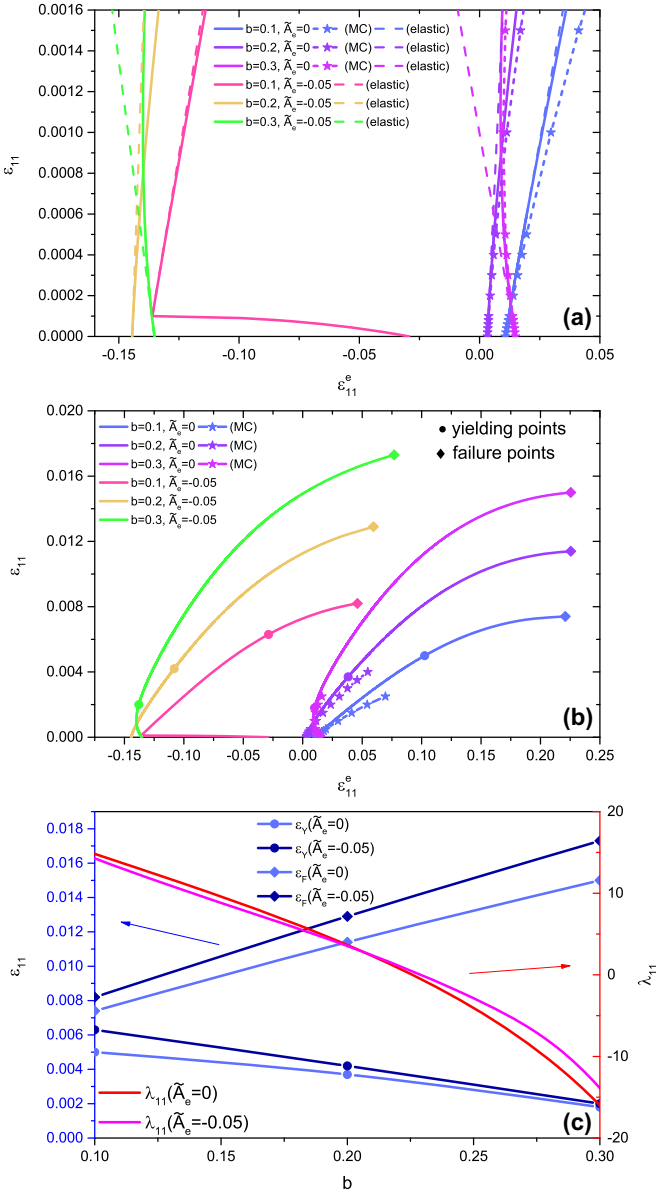 0.0016
0.0014
0.0012
0.0010
0.0008
0.0006
0.0004
0.0002
0.0000
ε₁₁
b=0.1, Ãₑ=0 (MC) (elastic)
b=0.2, Ãₑ=0 (MC) (elastic)
b=0.3, Ãₑ=0 (MC) (elastic)
b=0.1, Ãₑ=-0.05 (elastic)
b=0.2, Ãₑ=-0.05 (elastic)
b=0.3, Ãₑ=-0.05 (elastic)
(a)
-0.15 -0.10 -0.05 0.00 0.05
ε₁₁ᵉ
0.020
0.016
0.012
0.008
0.004
0.000
ε₁₁
b=0.1, Ãₑ=0 (MC)
b=0.2, Ãₑ=0 (MC)
b=0.3, Ãₑ=0 (MC)
b=0.1, Ãₑ=-0.05
b=0.2, Ãₑ=-0.05
b=0.3, Ãₑ=-0.05
yielding points
failure points
(b)
-0.15 -0.10 -0.05 0.00 0.05 0.10 0.15 0.20 0.25
ε₁₁ᵉ
0.018
0.016
0.014
0.012
0.010
0.008
0.006
0.004
0.002
0.000
ε₁₁
ε_Y(Ãₑ=0)
ε_Y(Ãₑ=-0.05)
ε_F(Ãₑ=0)
ε_F(Ãₑ=-0.05)
λ₁₁(Ãₑ=0)
λ₁₁(Ãₑ=-0.05)
(c)
20
10
0
-10
-20
λ₁₁
0.10 0.15 0.20 0.25 0.30
b